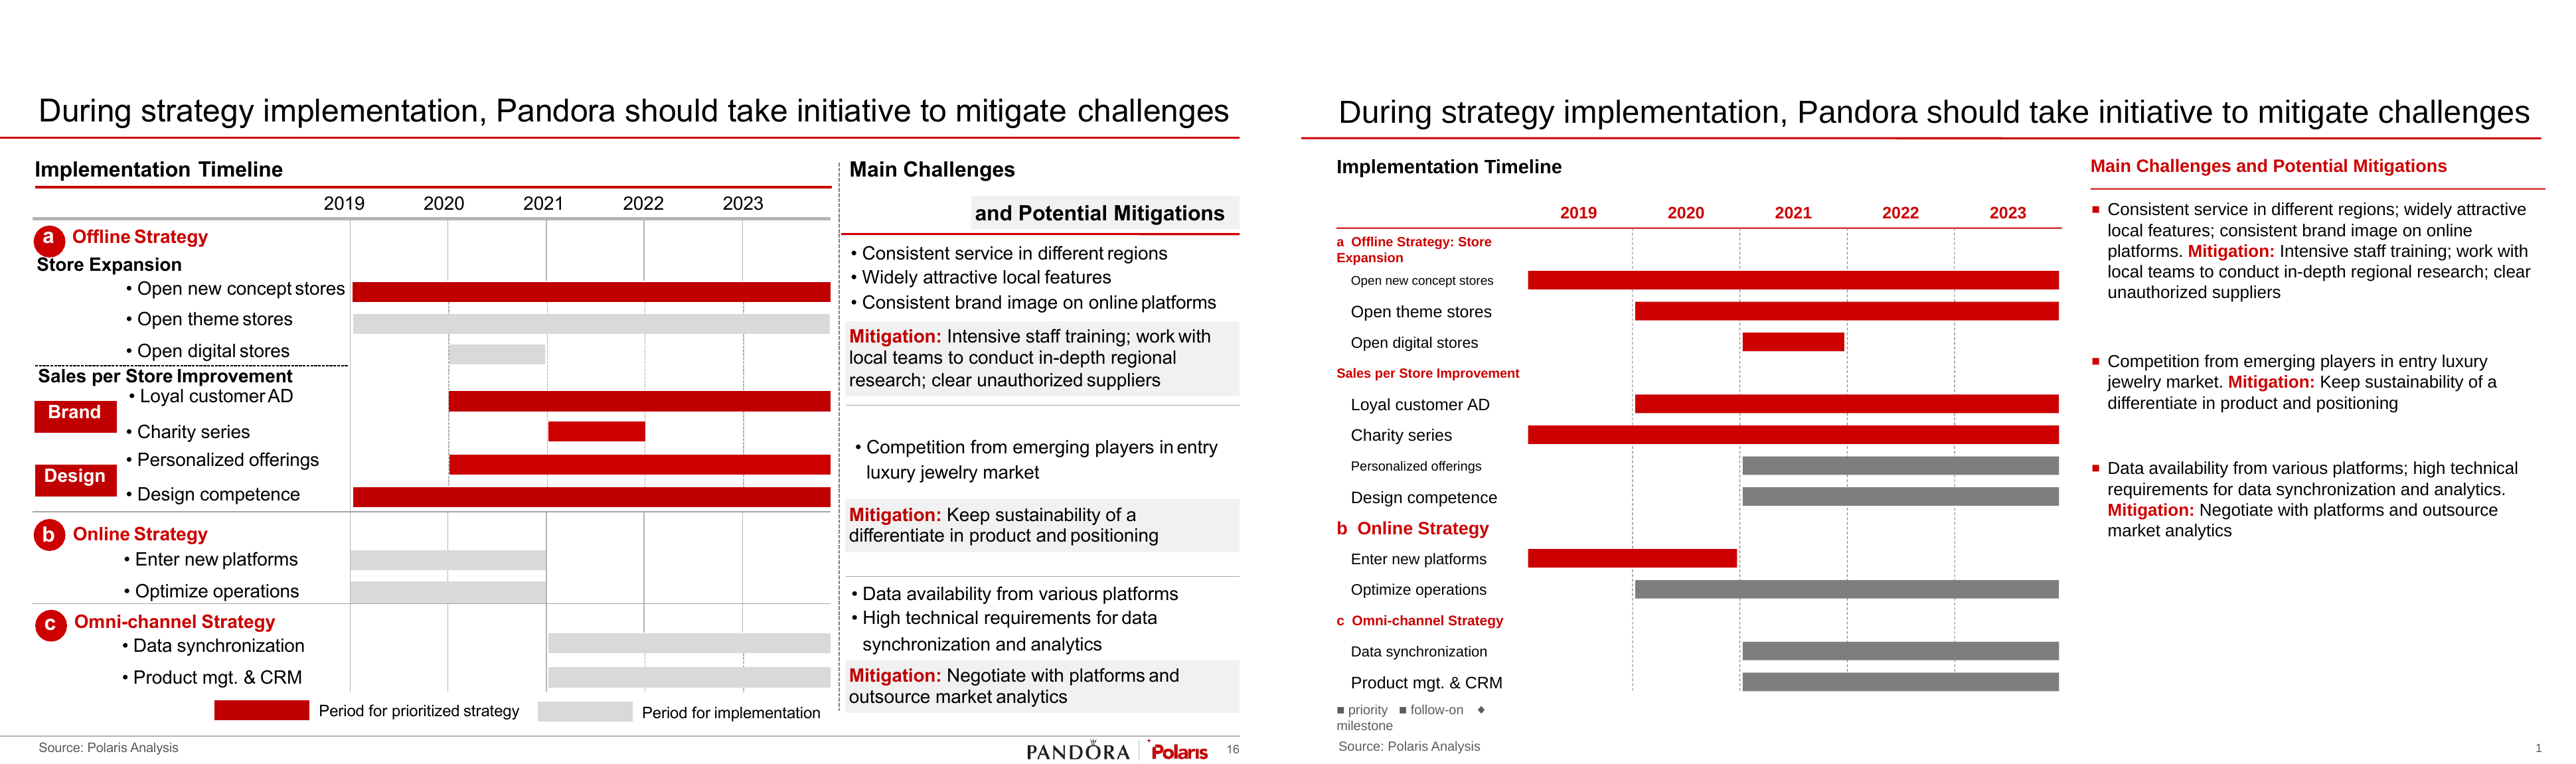 During strategy implementation, Pandora should take initiative to mitigate challenges
Implementation Timeline
2019 2020 2021 2022 2023
a Offline Strategy
Store Expansion
• Open new concept stores
• Open theme stores
• Open digital stores
Sales per Store Improvement
• Loyal customer AD
Brand
• Charity series
• Personalized offerings
Design
• Design competence
b Online Strategy
• Enter new platforms
• Optimize operations
c Omni-channel Strategy
• Data synchronization
• Product mgt. & CRM
Period for prioritized strategy Period for implementation
Main Challenges
and Potential Mitigations
• Consistent service in different regions
• Widely attractive local features
• Consistent brand image on online platforms
Mitigation: Intensive staff training; work with
local teams to conduct in-depth regional
research; clear unauthorized suppliers
• Competition from emerging players in entry
luxury jewelry market
Mitigation: Keep sustainability of a
differentiate in product and positioning
• Data availability from various platforms
• High technical requirements for data
synchronization and analytics
Mitigation: Negotiate with platforms and
outsource market analytics
Source: Polaris Analysis
PANDORA Polaris 16
During strategy implementation, Pandora should take initiative to mitigate challenges
Implementation Timeline
2019 2020 2021 2022 2023
a Offline Strategy: Store
Expansion
Open new concept stores
Open theme stores
Open digital stores
Sales per Store Improvement
Loyal customer AD
Charity series
Personalized offerings
Design competence
b Online Strategy
Enter new platforms
Optimize operations
c Omni-channel Strategy
Data synchronization
Product mgt. & CRM
■ priority ■ follow-on ◆
milestone
Main Challenges and Potential Mitigations
■ Consistent service in different regions; widely attractive
local features; consistent brand image on online
platforms. Mitigation: Intensive staff training; work with
local teams to conduct in-depth regional research; clear
unauthorized suppliers
■ Competition from emerging players in entry luxury
jewelry market. Mitigation: Keep sustainability of a
differentiate in product and positioning
■ Data availability from various platforms; high technical
requirements for data synchronization and analytics.
Mitigation: Negotiate with platforms and outsource
market analytics
Source: Polaris Analysis
1